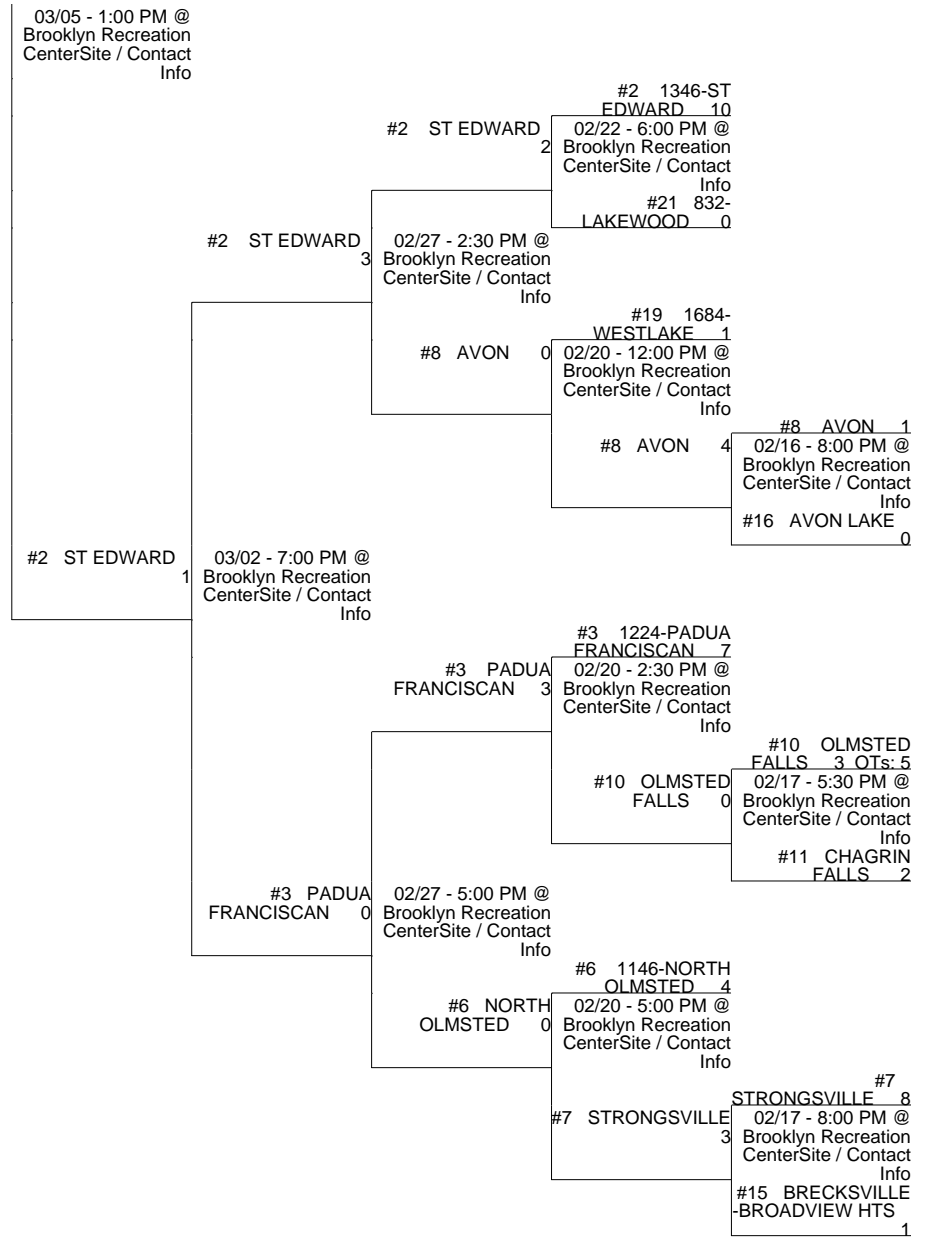 03/05 - 1:00 PM @
Brooklyn Recreation
CenterSite / Contact
Info
#2 1346-ST
EDWARD 10
#2 ST EDWARD
2
02/22 - 6:00 PM @
Brooklyn Recreation
CenterSite / Contact
Info
#21 832-
LAKEWOOD 0
#2 ST EDWARD
3
02/27 - 2:30 PM @
Brooklyn Recreation
CenterSite / Contact
Info
#19 1684-
WESTLAKE 1
#8 AVON 0
02/20 - 12:00 PM @
Brooklyn Recreation
CenterSite / Contact
Info
#8 AVON 1
#8 AVON 4
02/16 - 8:00 PM @
Brooklyn Recreation
CenterSite / Contact
Info
#16 AVON LAKE
0
#2 ST EDWARD
1
03/02 - 7:00 PM @
Brooklyn Recreation
CenterSite / Contact
Info
#3 1224-PADUA
FRANCISCAN 7
#3 PADUA
FRANCISCAN 3
02/20 - 2:30 PM @
Brooklyn Recreation
CenterSite / Contact
Info
#10 OLMSTED
FALLS 3 OTs: 5
#10 OLMSTED
FALLS 0
02/17 - 5:30 PM @
Brooklyn Recreation
CenterSite / Contact
Info
#11 CHAGRIN
FALLS 2
#3 PADUA
FRANCISCAN 0
02/27 - 5:00 PM @
Brooklyn Recreation
CenterSite / Contact
Info
#6 1146-NORTH
OLMSTED 4
#6 NORTH
OLMSTED 0
02/20 - 5:00 PM @
Brooklyn Recreation
CenterSite / Contact
Info
#7
STRONGSVILLE 8
#7 STRONGSVILLE
3
02/17 - 8:00 PM @
Brooklyn Recreation
CenterSite / Contact
Info
#15 BRECKSVILLE
-BROADVIEW HTS
1